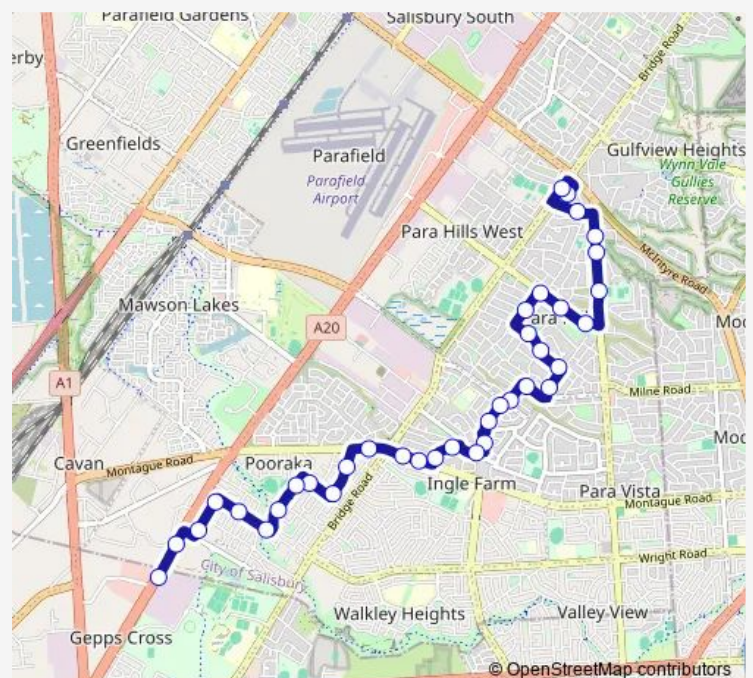 Parafield Gardens
Salisbury South
erby
Bridge Road
Greenfields
Parafield
Gulfview Heights
Wynn Vale
Gullies
Reserve
Parafield
Airport
Para Hills West
McIntyre Road
Mawson Lakes
A20
ara
Moc
A1
Milne Road
Moc
Cavan
Montague Road
Pooraka
Ingle Farm
Para Vista
Montague Road
Bridge Road
Wright Road
City of Salisbury
Walkley Heights
Valley View
Gepps Cross
© OpenStreetMap contributors